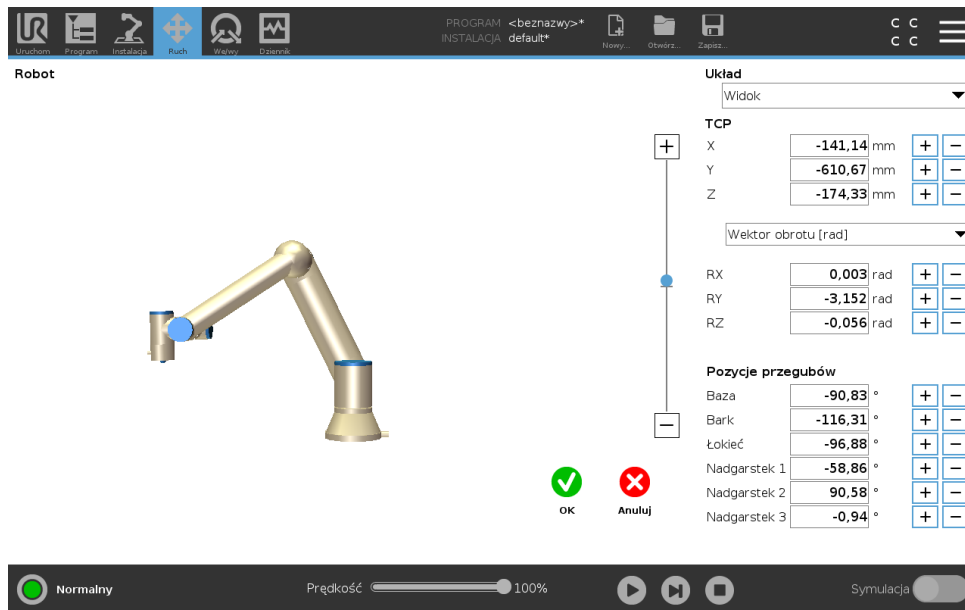 UR
PROGRAM <beznazwy>*
INSTALACJA default*
C C
C C
Uruchom Program Instalacja Ruch We/wy Dziennik
Nowy... Otwórz... Zapisz...
Robot
Układ
Widok
TCP
X -141,14 mm + −
Y -610,67 mm + −
Z -174,33 mm + −
Wektor obrotu [rad]
RX 0,003 rad + −
RY -3,152 rad + −
RZ -0,056 rad + −
Pozycje przegubów
Baza -90,83 ° + −
Bark -116,31 ° + −
Łokieć -96,88 ° + −
Nadgarstek 1 -58,86 ° + −
Nadgarstek 2 90,58 ° + −
Nadgarstek 3 -0,94 ° + −
+
−
OK Anuluj
Normalny Prędkość 100% Symulacja